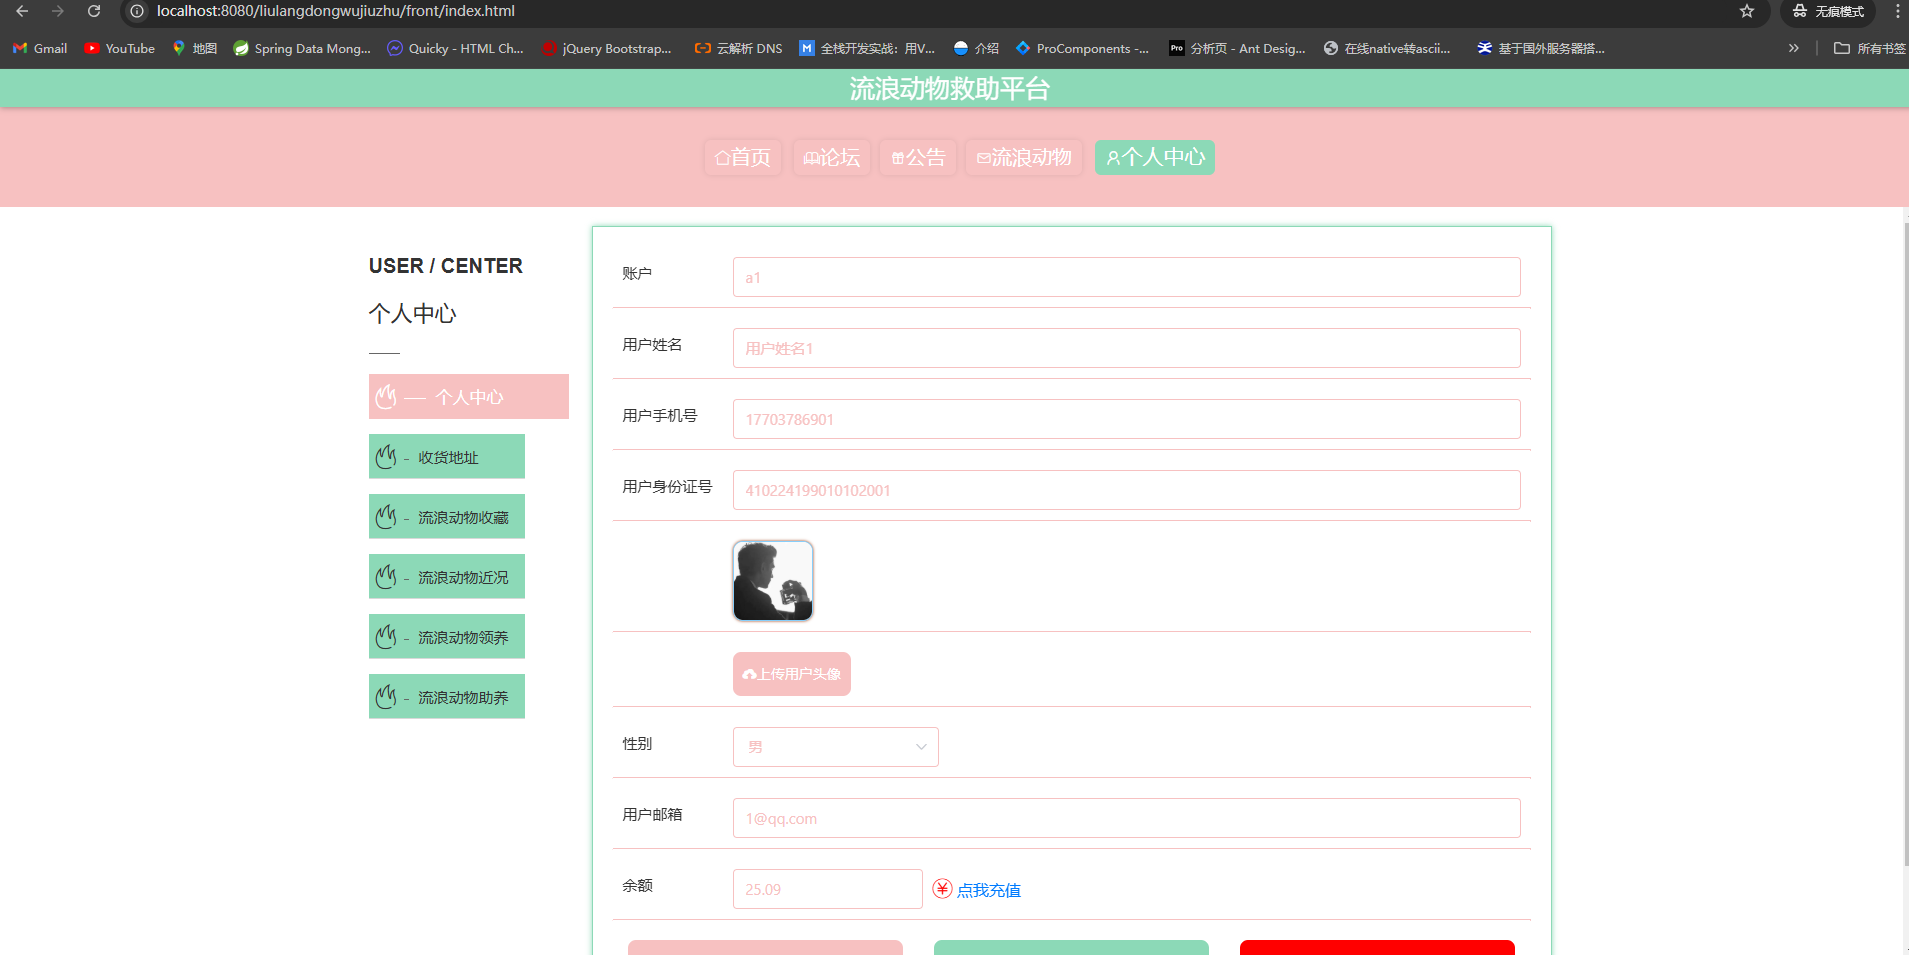 localhost:8080/liulangdongwujiuzhu/front/index.html
无痕模式
Gmail
YouTube
地图
Spring Data Mong...
Quicky - HTML Ch...
jQuery Bootstrap...
云解析 DNS
全栈开发实战：用V...
介绍
ProComponents -...
Pro 分析页 - Ant Desig...
在线native转ascii...
基于国外服务器搭...
所有书签
流浪动物救助平台
首页
论坛
公告
流浪动物
个人中心
USER / CENTER
个人中心
个人中心
- 收货地址
- 流浪动物收藏
- 流浪动物近况
- 流浪动物领养
- 流浪动物助养
账户
a1
用户姓名
用户姓名1
用户手机号
17703786901
用户身份证号
410224199010102001
上传用户头像
性别
男
用户邮箱
1@qq.com
余额
25.09
¥ 点我充值